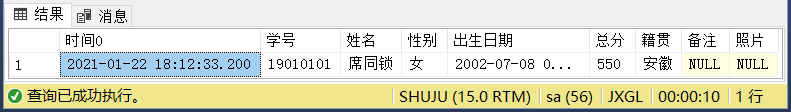 结果 消息
时间0 学号 姓名 性别 出生日期 总分 籍贯 备注 照片
1 2021-01-22 18:12:33.200 19010101 席同锁 女 2002-07-08 0... 550 安徽 NULL NULL
查询已成功执行。 SHUJU (15.0 RTM) sa (56) JXGL 00:00:10 1 行